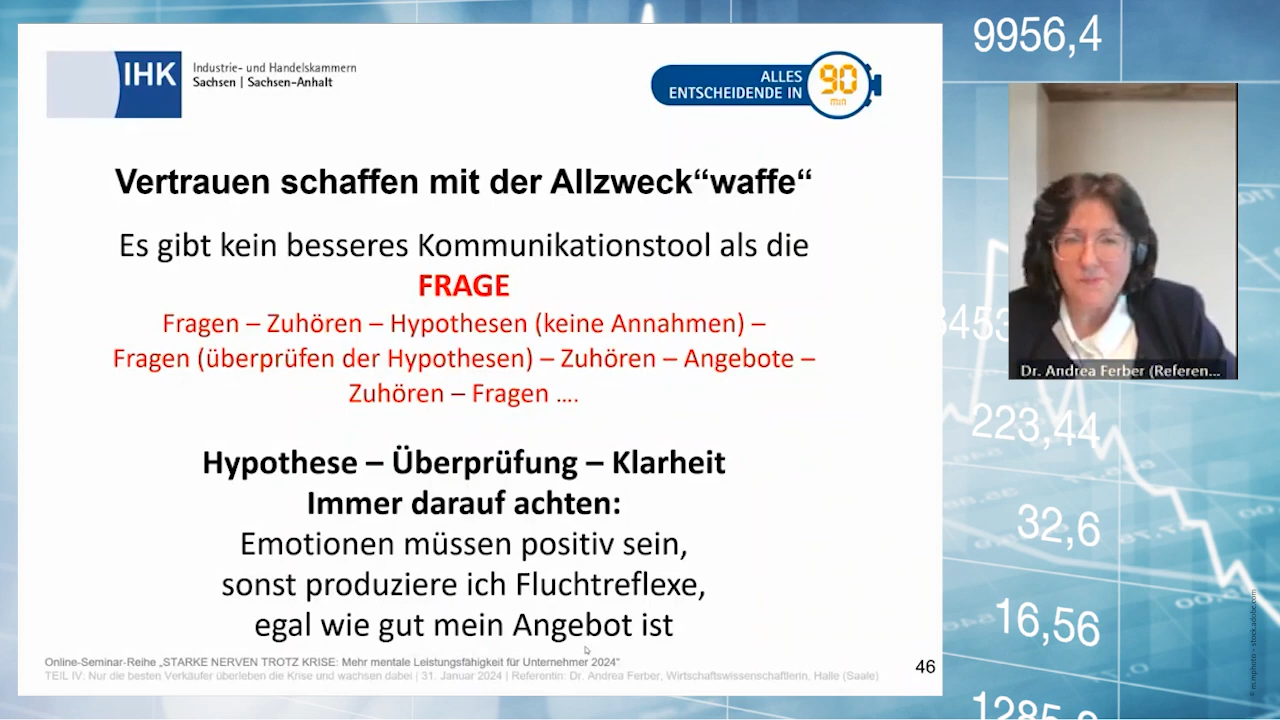 IHK
Industrie- und Handelskammern
Sachsen | Sachsen-Anhalt
ALLES
ENTSCHEIDENDE IN
90
min
Vertrauen schaffen mit der Allzweck“waffe“
Es gibt kein besseres Kommunikationstool als die
FRAGE
Fragen – Zuhören – Hypothesen (keine Annahmen) –
Fragen (überprüfen der Hypothesen) – Zuhören – Angebote –
Zuhören – Fragen ….
Hypothese – Überprüfung – Klarheit
Immer darauf achten:
Emotionen müssen positiv sein,
sonst produziere ich Fluchtreflexe,
egal wie gut mein Angebot ist
Online-Seminar-Reihe „STARKE NERVEN TROTZ KRISE: Mehr mentale Leistungsfähigkeit für Unternehmer 2024“
TEIL IV: Nur die besten Verkäufer überleben die Krise und wachsen dabei | 31. Januar 2024 | Referentin: Dr. Andrea Ferber, Wirtschaftswissenschaftlerin, Halle (Saale)
46
9956,4
Dr. Andrea Ferber (Referen...
223,44
32,6
16,56